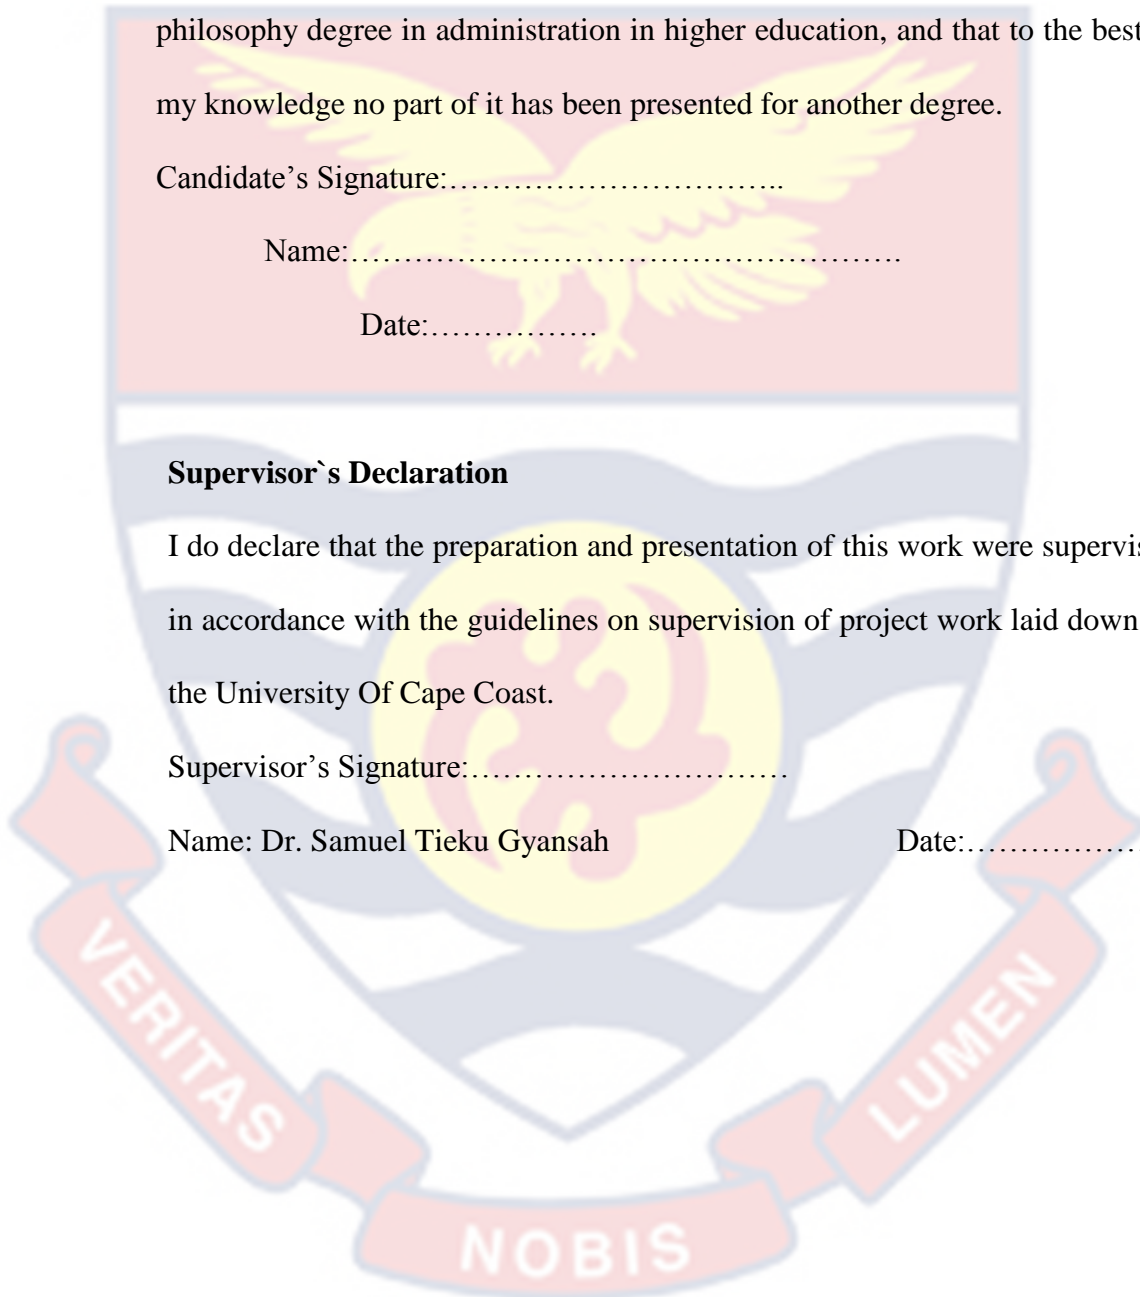 philosophy degree in administration in higher education, and that to the best
my knowledge no part of it has been presented for another degree.
Candidate’s Signature:…………………………..
Name:…………………………………………….
Date:…………….
Supervisor`s Declaration
I do declare that the preparation and presentation of this work were supervis
in accordance with the guidelines on supervision of project work laid down
the University Of Cape Coast.
Supervisor’s Signature:…………………………
Name: Dr. Samuel Tieku Gyansah Date:………………
VERITAS
NOBIS
LUMEN